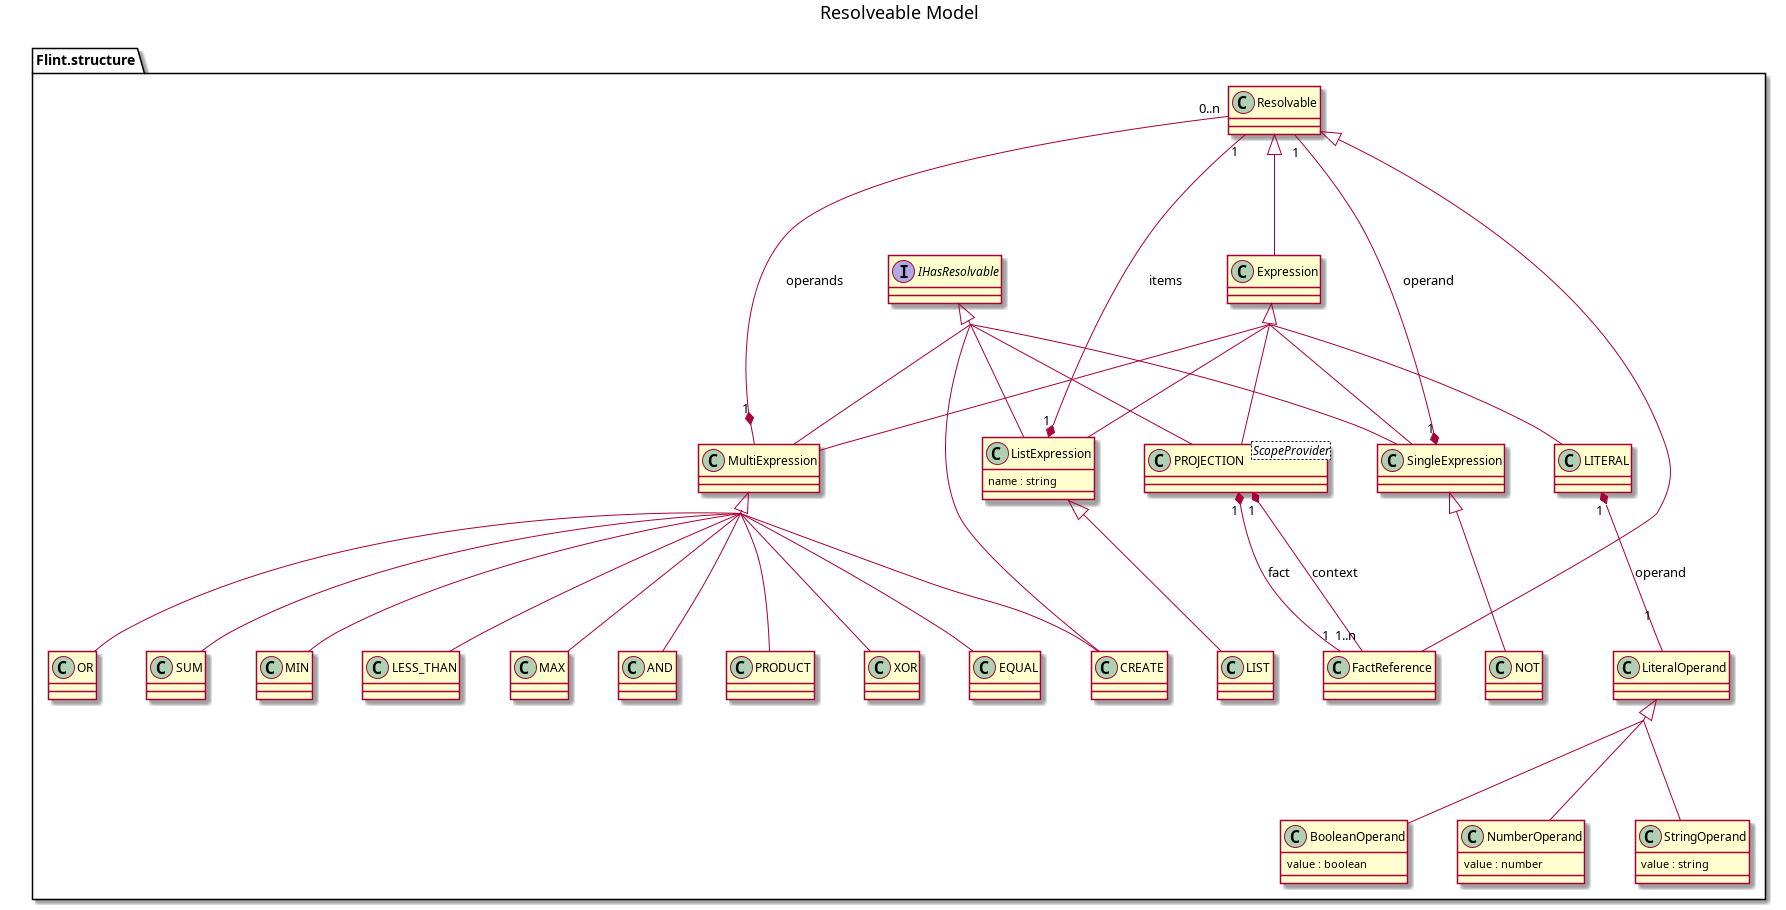 Resolveable Model
Flint.structure
C Resolvable
0..n
1
1
I IHasResolvable
C Expression
operands
items
operand
1
1
1
C MultiExpression
C ListExpression
name : string
C PROJECTION
ScopeProvider
C SingleExpression
C LITERAL
1
1
1
fact
context
operand
1
1..n
1
C OR
C SUM
C MIN
C LESS_THAN
C MAX
C AND
C PRODUCT
C XOR
C EQUAL
C CREATE
C LIST
C FactReference
C NOT
C LiteralOperand
C BooleanOperand
value : boolean
C NumberOperand
value : number
C StringOperand
value : string